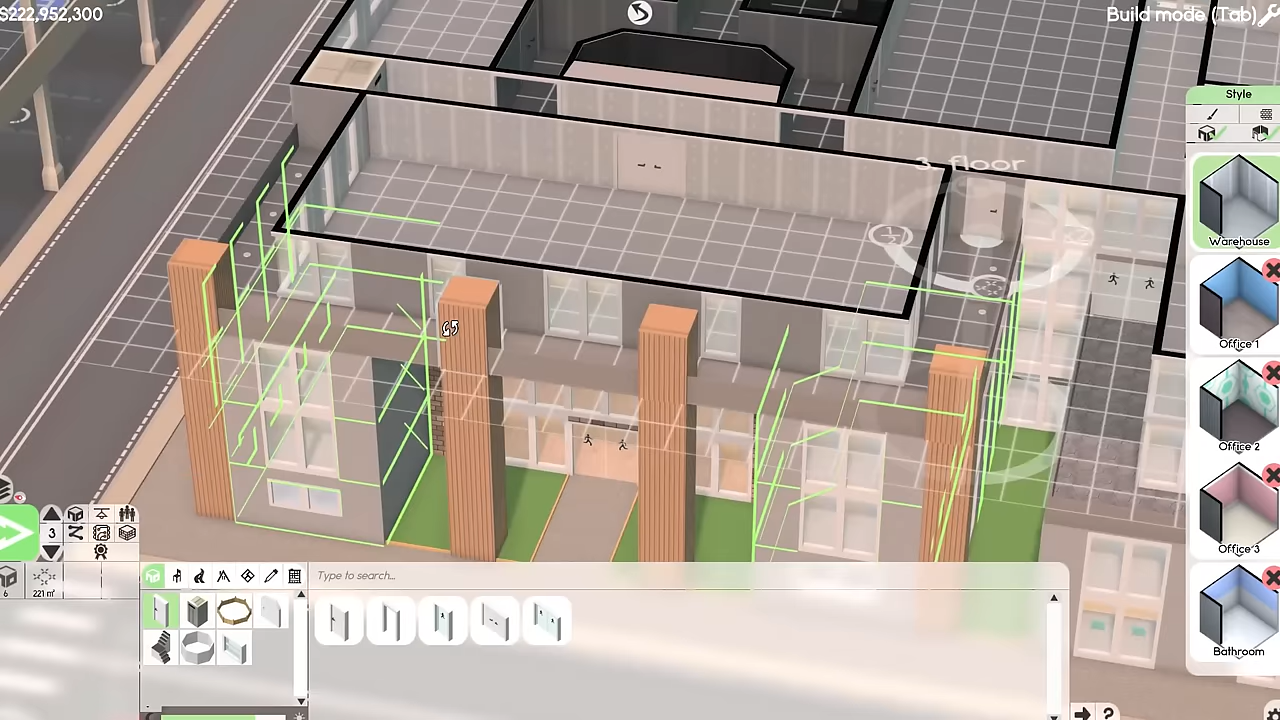 $222,952,300
Build mode (Tab)
Style
3. floor
Warehouse
Office 1
Office 2
Office 3
Bathroom
3
6
221 m²
Type to search...
?